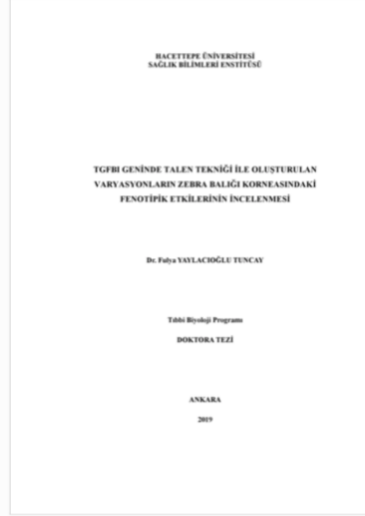 HACETTEPE ÜNİVERSİTESİ
SAĞLIK BİLİMLERİ ENSTİTÜSÜ
TGFBI GENİNDE TALEN TEKNİĞİ İLE OLUŞTURULAN
VARYASYONLARIN ZEBRA BALIĞI KORNEASINDAKİ
FENOTİPİK ETKİLERİNİN İNCELENMESİ
Dr. Fulya YAYLACIOĞLU TUNCAY
Tıbbi Biyoloji Programı
DOKTORA TEZİ
ANKARA
2019